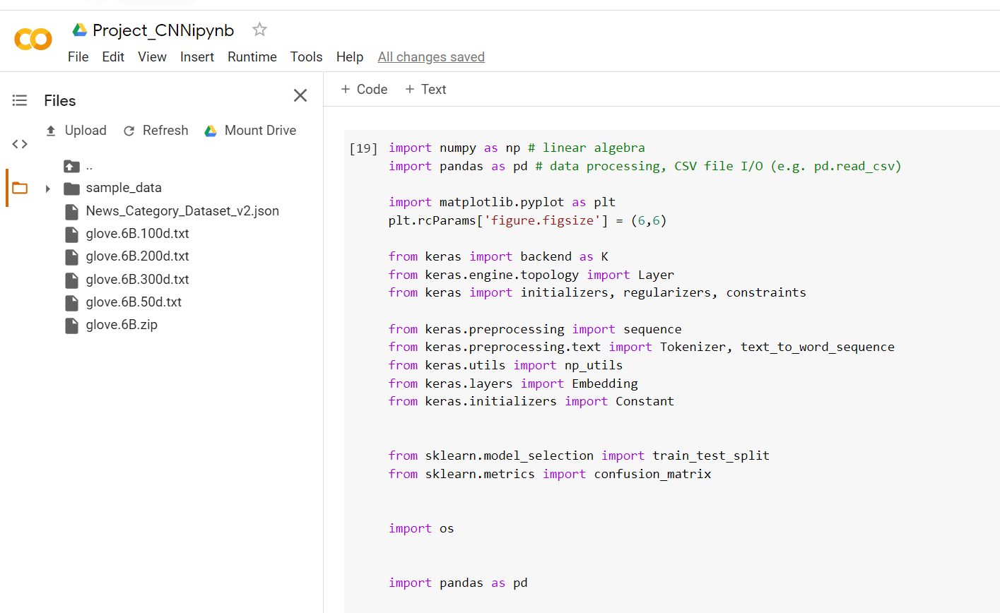 Project_CNNipynb
File Edit View Insert Runtime Tools Help All changes saved
Files
Upload Refresh Mount Drive
..
sample_data
News_Category_Dataset_v2.json
glove.6B.100d.txt
glove.6B.200d.txt
glove.6B.300d.txt
glove.6B.50d.txt
glove.6B.zip
+ Code + Text
[19] import numpy as np # linear algebra
import pandas as pd # data processing, CSV file I/O (e.g. pd.read_csv)
import matplotlib.pyplot as plt
plt.rcParams['figure.figsize'] = (6,6)
from keras import backend as K
from keras.engine.topology import Layer
from keras import initializers, regularizers, constraints
from keras.preprocessing import sequence
from keras.preprocessing.text import Tokenizer, text_to_word_sequence
from keras.utils import np_utils
from keras.layers import Embedding
from keras.initializers import Constant
from sklearn.model_selection import train_test_split
from sklearn.metrics import confusion_matrix
import os
import pandas as pd